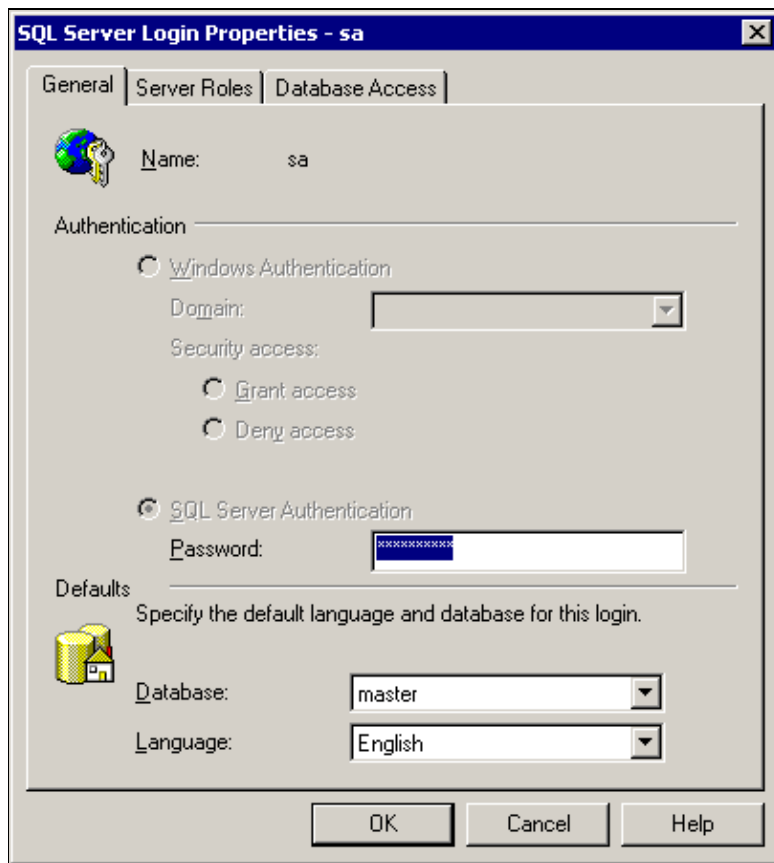 SQL Server Login Properties - sa
General Server Roles Database Access
Name: sa
Authentication
Windows Authentication
Domain:
Security access:
Grant access
Deny access
SQL Server Authentication
Password: **********
Defaults
Specify the default language and database for this login.
Database: master
Language: English
OK Cancel Help